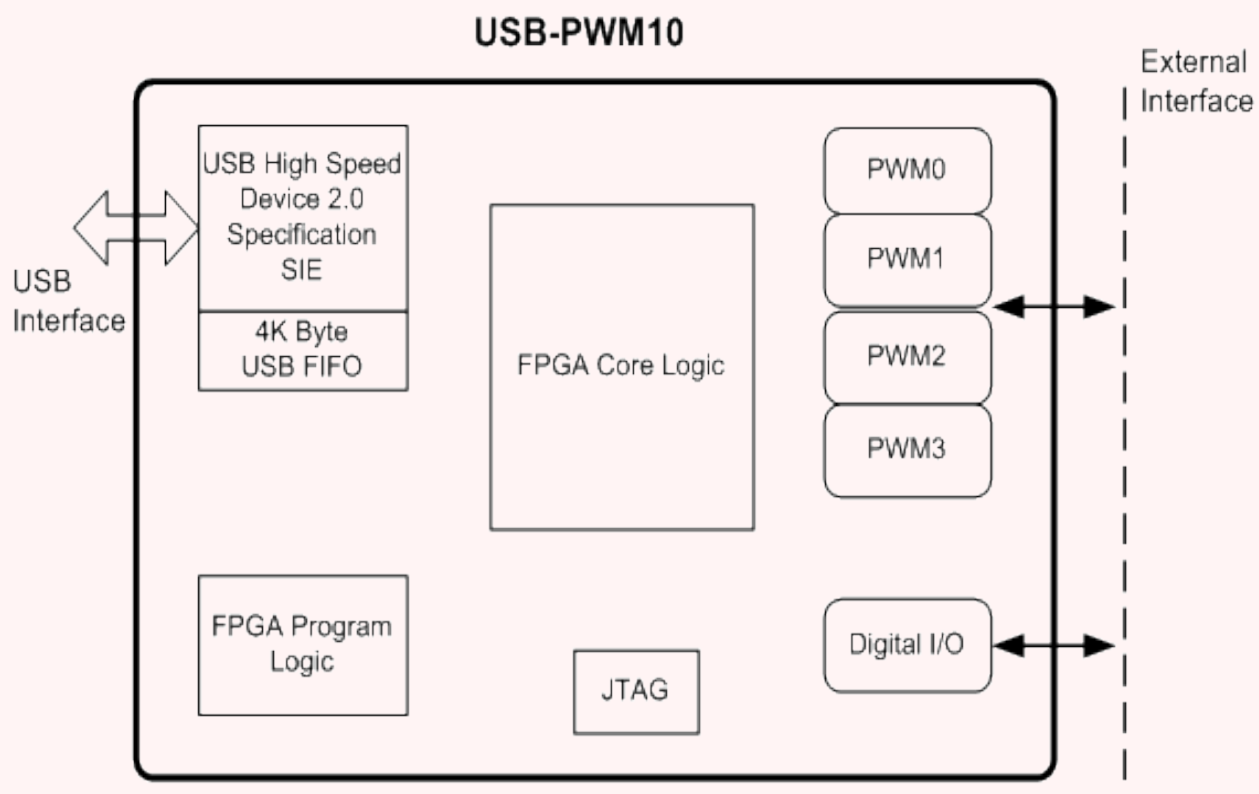 USB-PWM10
External
Interface
USB High Speed
Device 2.0
Specification
SIE
4K Byte
USB FIFO
USB
Interface
FPGA Core Logic
PWM0
PWM1
PWM2
PWM3
FPGA Program
Logic
JTAG
Digital I/O